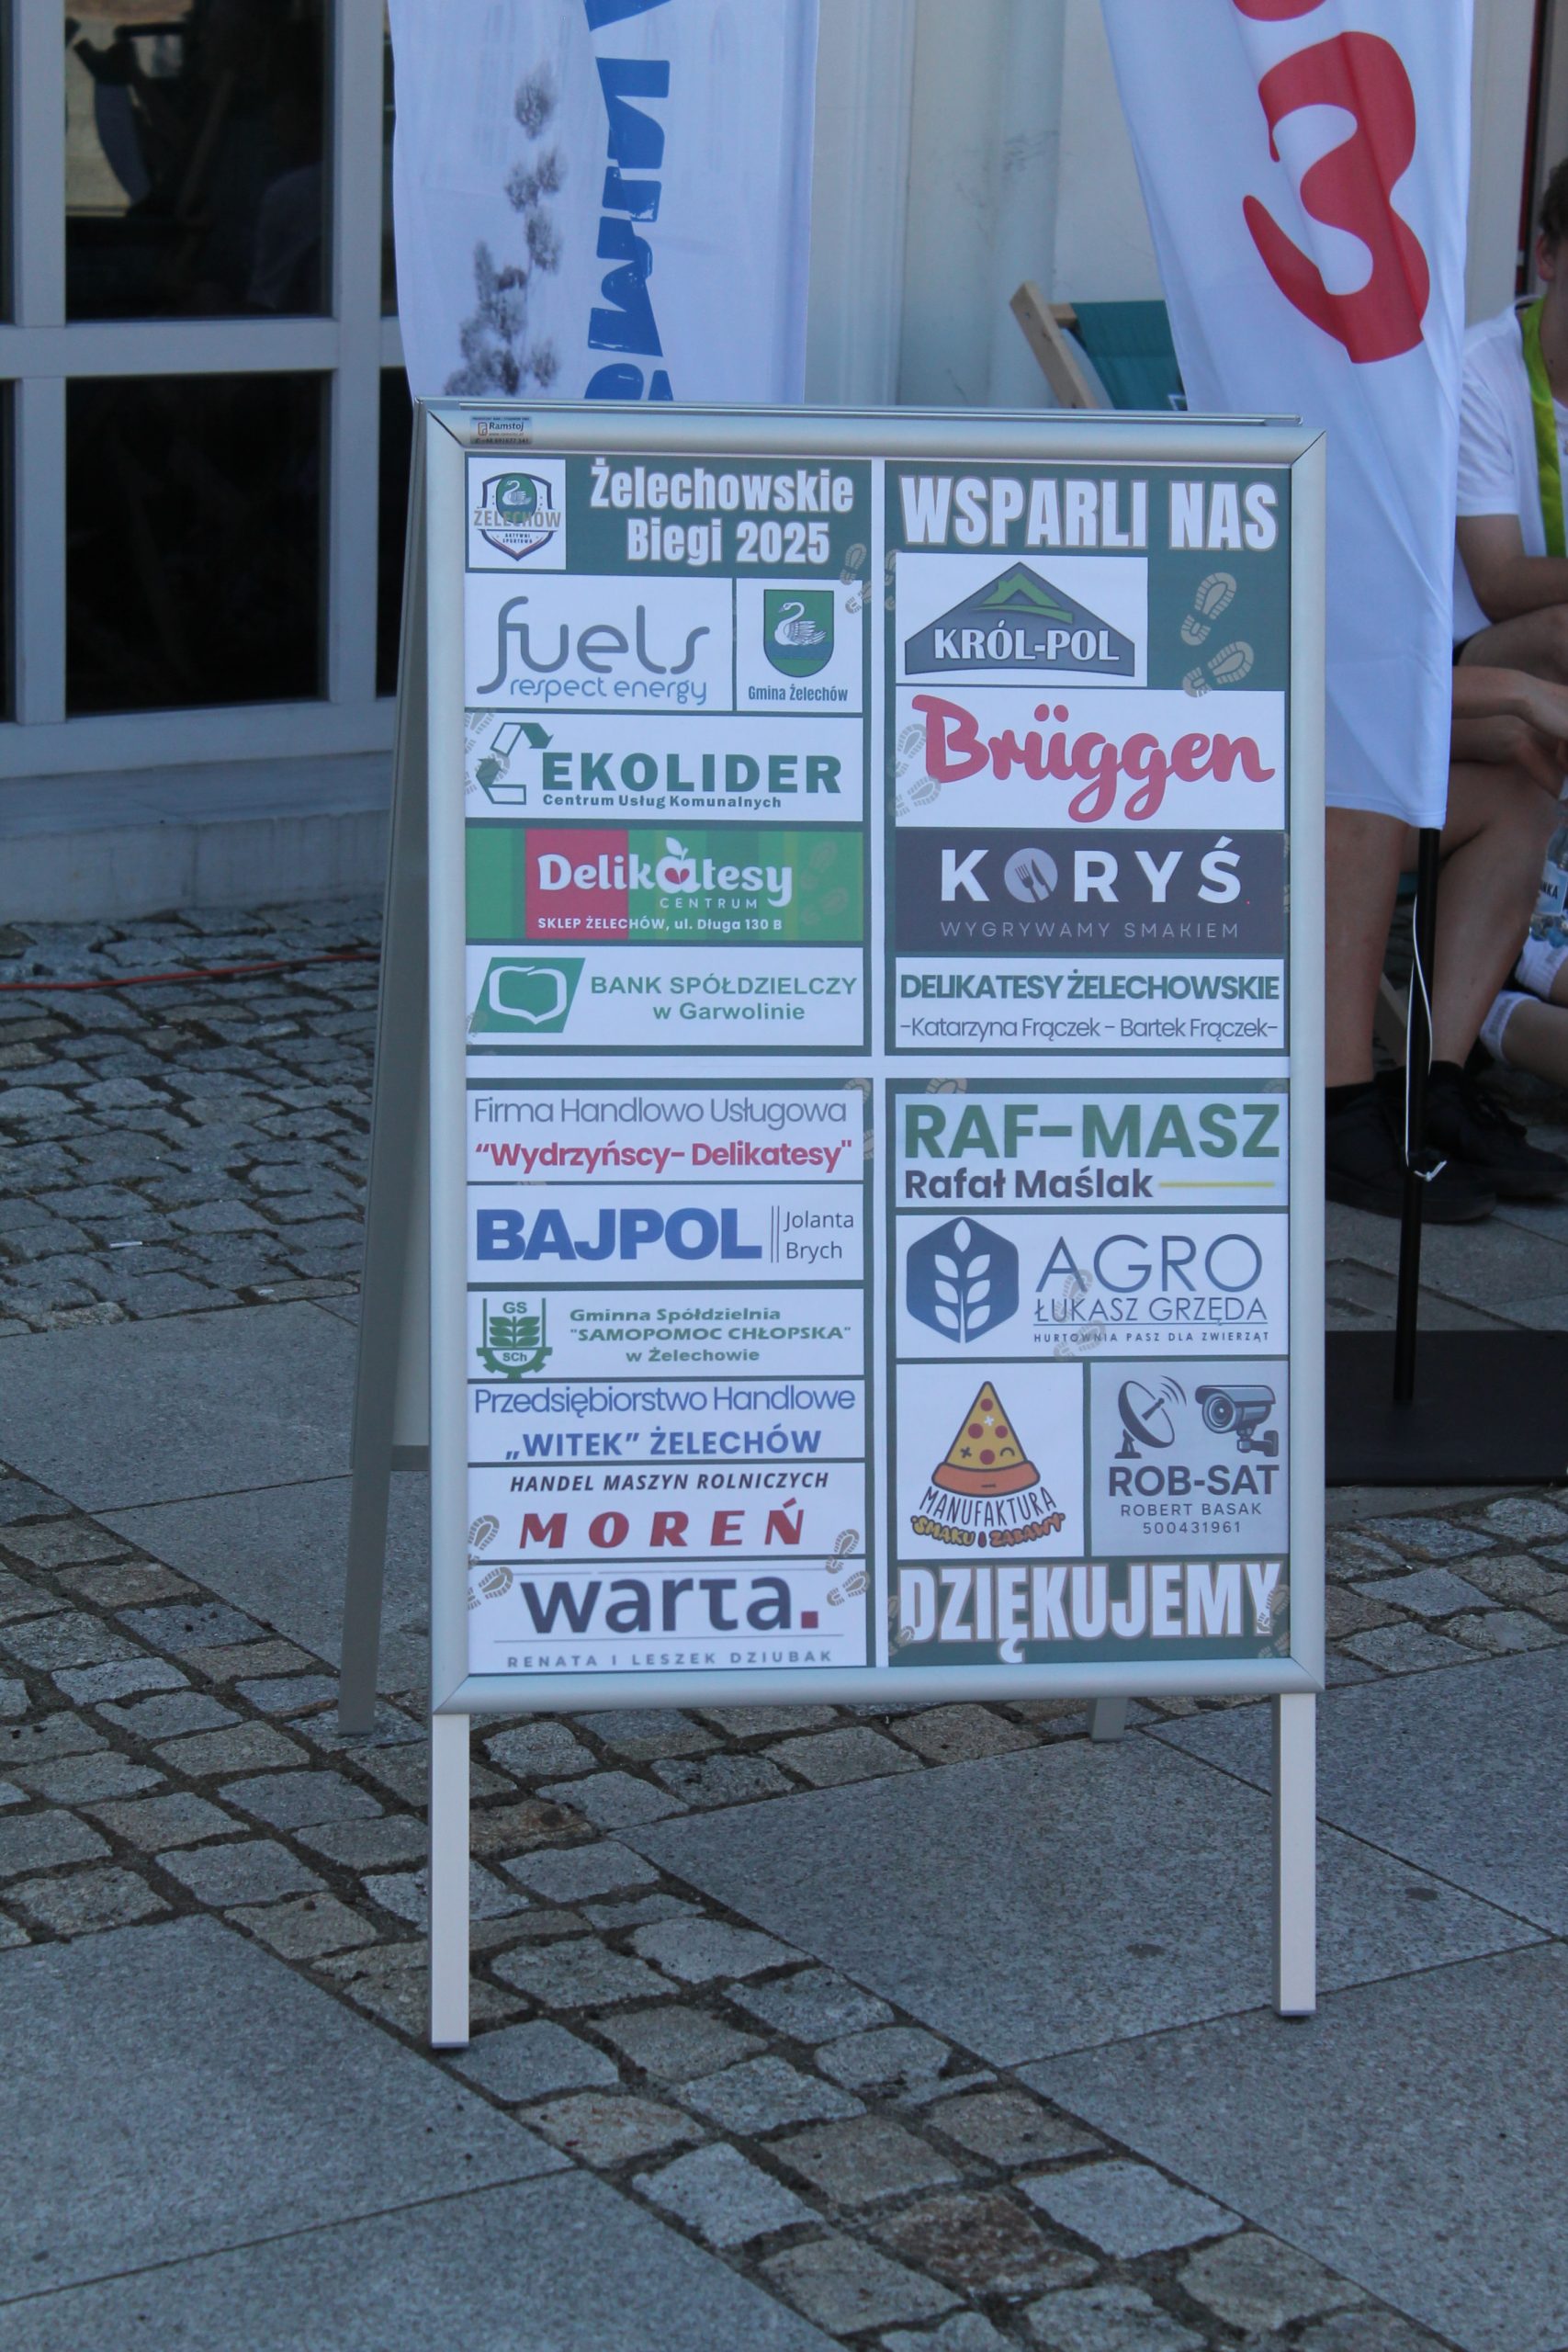 Ramstoj
ŻELECHÓW
AKTYWNI
SPORTOWO
Żelechowskie
Biegi 2025
fuels
respect energy
Gmina Żelechów
EKOLIDER
Centrum Usług Komunalnych
Delikatesy
CENTRUM
SKLEP ŻELECHÓW, ul. Długa 130 B
BANK SPÓŁDZIELCZY
w Garwolinie
WSPARLI NAS
KRÓL-POL
Brüggen
KORYŚ
WYGRYWAMY SMAKIEM
DELIKATESY ŻELECHOWSKIE
-Katarzyna Frączek - Bartek Frączek-
Firma Handlowo Usługowa
“Wydrzyńscy- Delikatesy"
BAJPOL
Jolanta
Brych
GS
SCh
Gminna Spółdzielnia
"SAMOPOMOC CHŁOPSKA"
w Żelechowie
Przedsiębiorstwo Handlowe
„WITEK” ŻELECHÓW
HANDEL MASZYN ROLNICZYCH
MOREŃ
warta.
RENATA I LESZEK DZIUBAK
RAF-MASZ
Rafał Maślak
AGRO
ŁUKASZ GRZĘDA
HURTOWNIA PASZ DLA ZWIERZĄT
MANUFAKTURA
SMAKU i ZABAWY
ROB-SAT
ROBERT BASAK
500431961
DZIĘKUJEMY